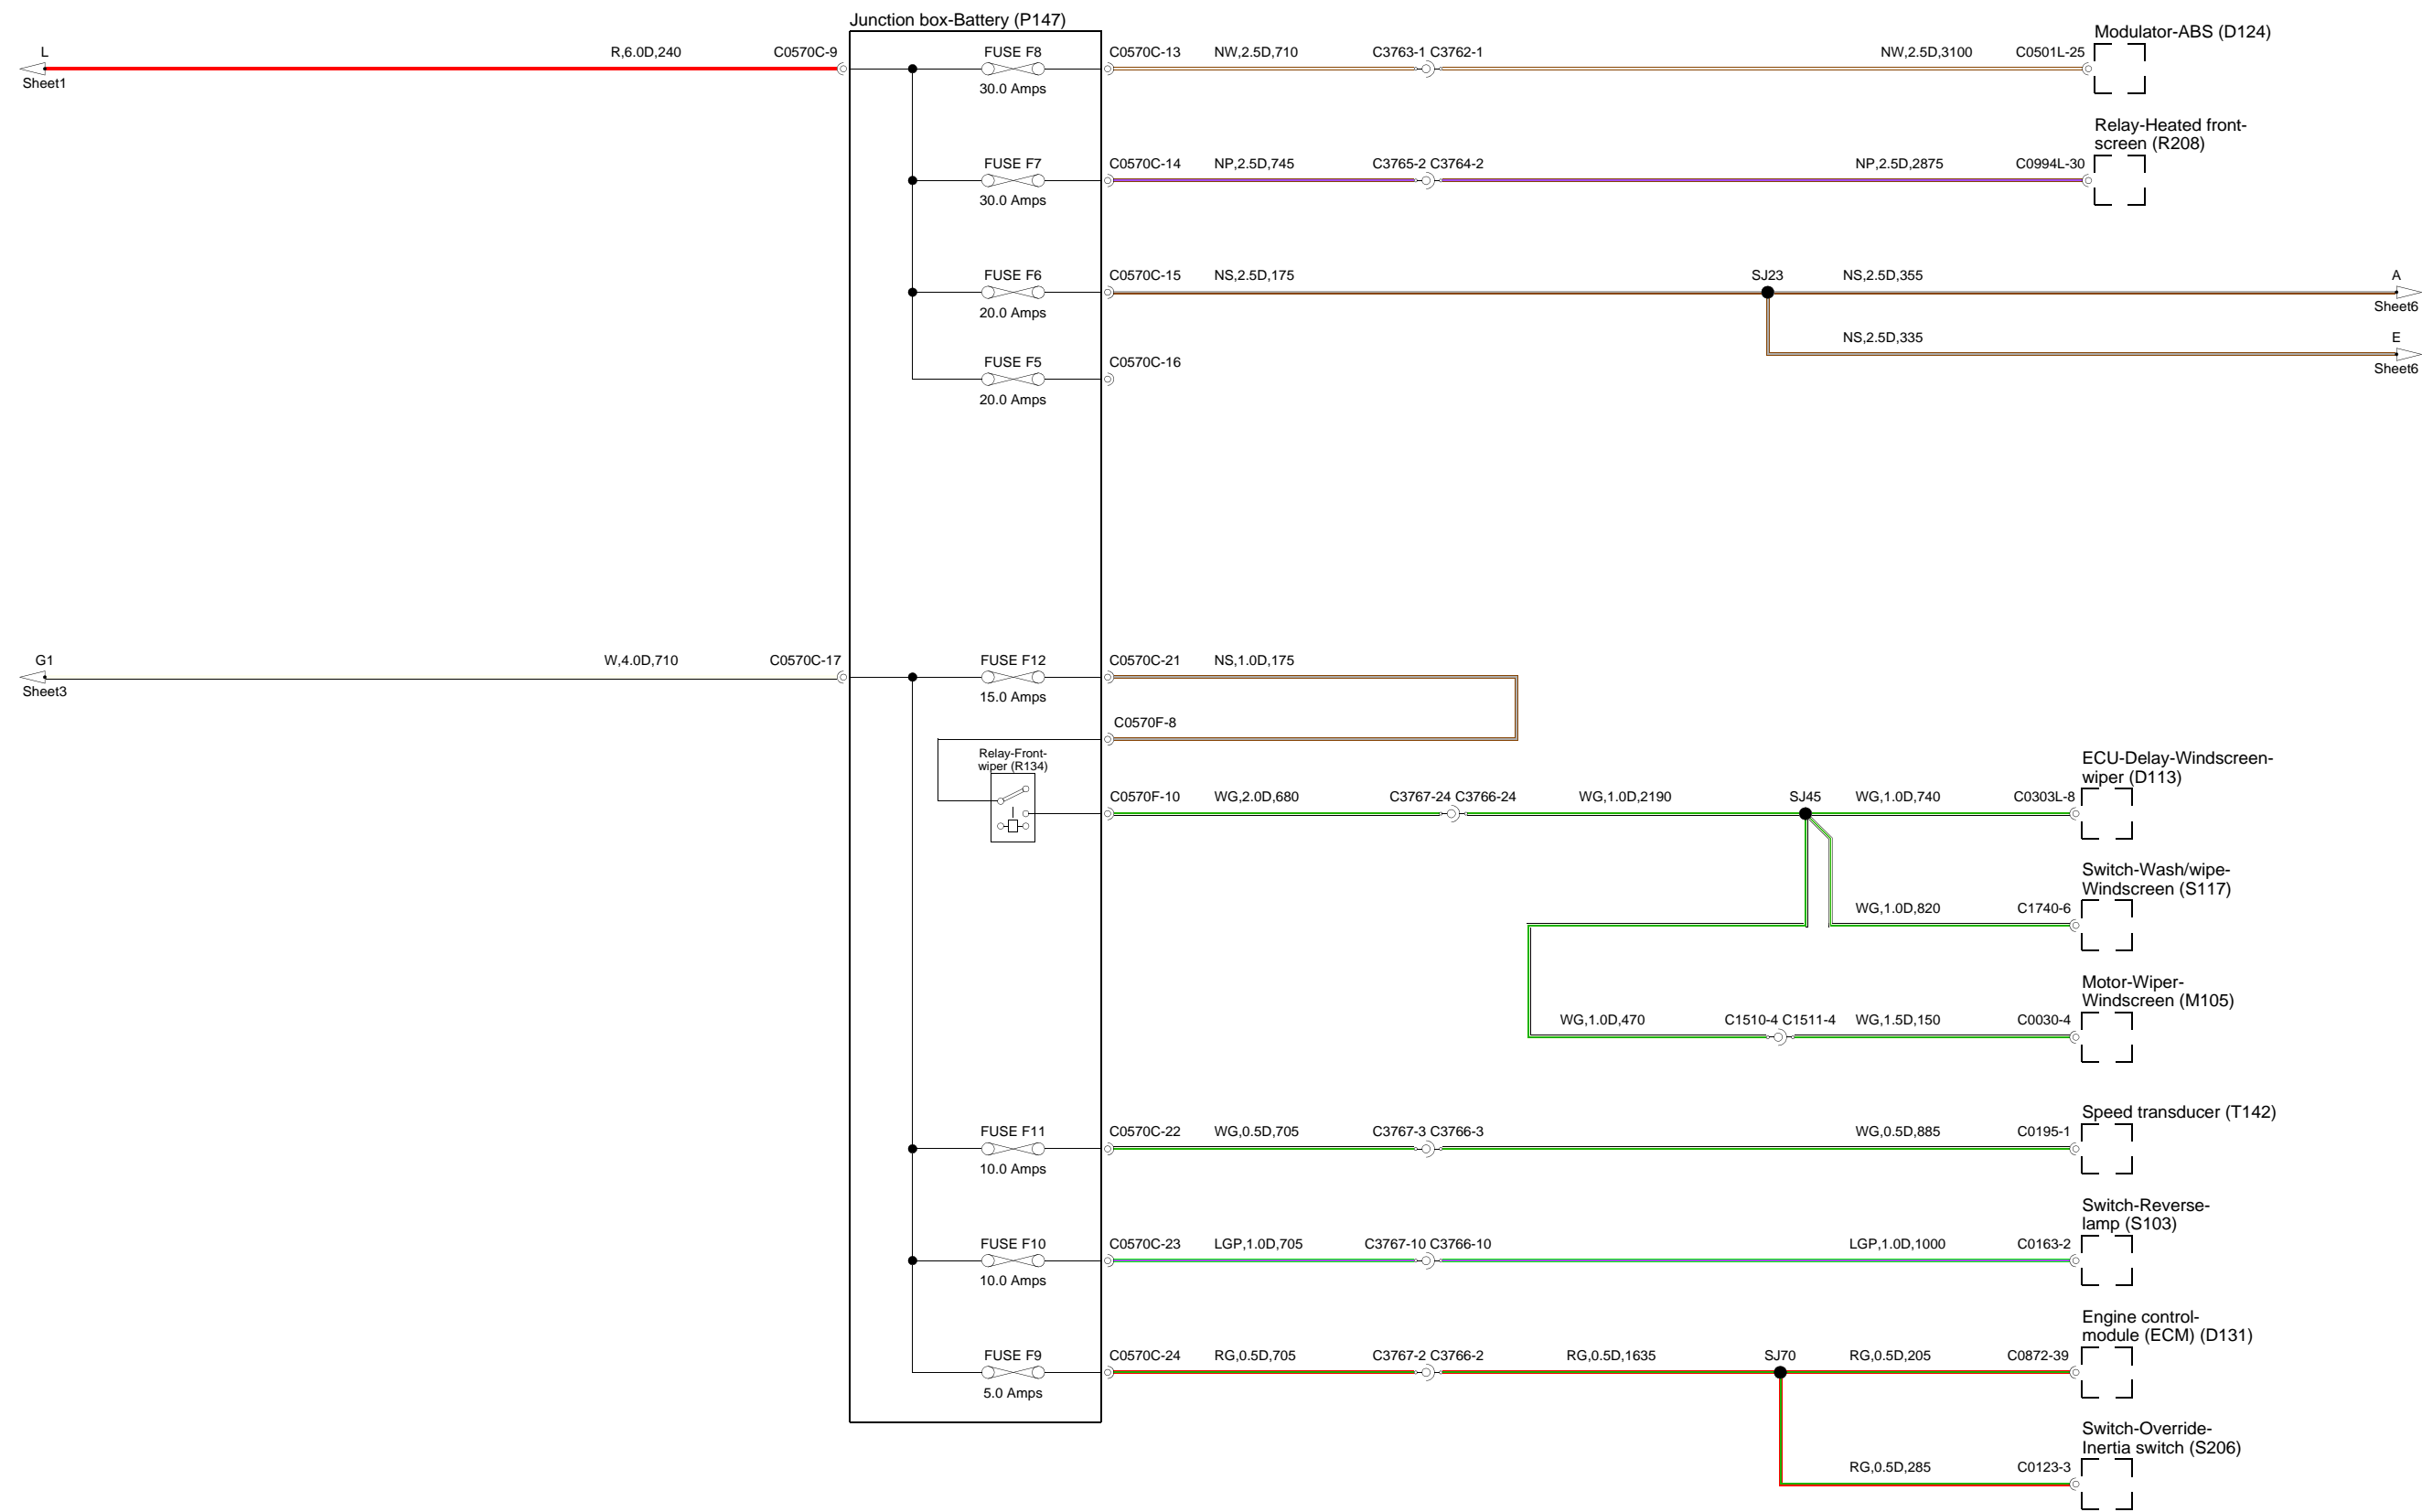 Junction box-Battery (P147)
Modulator-ABS (D124)
L
R,6.0D,240
C0570C-9
FUSE F8
C0570C-13
NW,2.5D,710
C3763-1 C3762-1
NW,2.5D,3100
C0501L-25
Sheet1
30.0 Amps
Relay-Heated front-
screen (R208)
FUSE F7
C0570C-14
NP,2.5D,745
C3765-2 C3764-2
NP,2.5D,2875
C0994L-30
30.0 Amps
FUSE F6
C0570C-15
NS,2.5D,175
SJ23
NS,2.5D,355
A
20.0 Amps
Sheet6
NS,2.5D,335
E
FUSE F5
C0570C-16
Sheet6
20.0 Amps
G1
W,4.0D,710
C0570C-17
FUSE F12
C0570C-21
NS,1.0D,175
Sheet3
15.0 Amps
C0570F-8
Relay-Front-
wiper (R134)
ECU-Delay-Windscreen-
wiper (D113)
C0570F-10
WG,2.0D,680
C3767-24 C3766-24
WG,1.0D,2190
SJ45
WG,1.0D,740
C0303L-8
Switch-Wash/wipe-
Windscreen (S117)
WG,1.0D,820
C1740-6
Motor-Wiper-
Windscreen (M105)
WG,1.0D,470
C1510-4 C1511-4
WG,1.5D,150
C0030-4
Speed transducer (T142)
FUSE F11
C0570C-22
WG,0.5D,705
C3767-3 C3766-3
WG,0.5D,885
C0195-1
10.0 Amps
Switch-Reverse-
lamp (S103)
FUSE F10
C0570C-23
LGP,1.0D,705
C3767-10 C3766-10
LGP,1.0D,1000
C0163-2
10.0 Amps
Engine control-
module (ECM) (D131)
FUSE F9
C0570C-24
RG,0.5D,705
C3767-2 C3766-2
RG,0.5D,1635
SJ70
RG,0.5D,205
C0872-39
5.0 Amps
Switch-Override-
Inertia switch (S206)
RG,0.5D,285
C0123-3